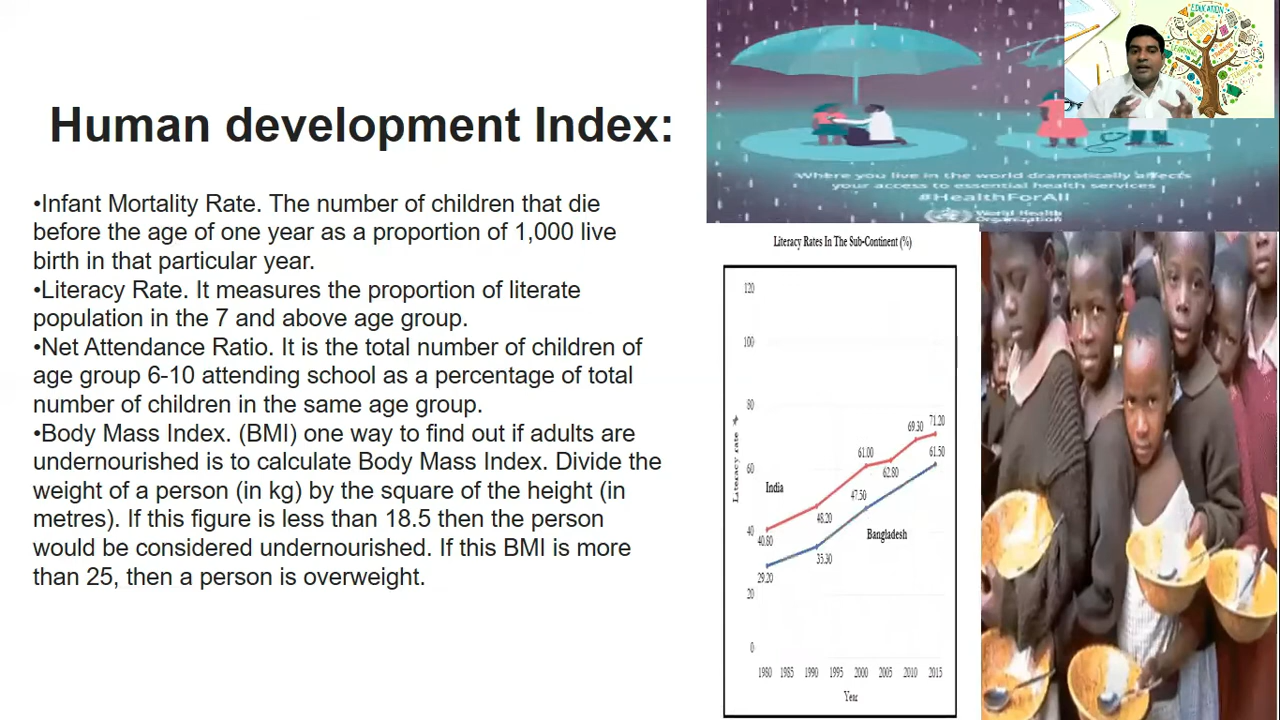 Human development Index:
•Infant Mortality Rate. The number of children that die
before the age of one year as a proportion of 1,000 live
birth in that particular year.
•Literacy Rate. It measures the proportion of literate
population in the 7 and above age group.
•Net Attendance Ratio. It is the total number of children of
age group 6-10 attending school as a percentage of total
number of children in the same age group.
•Body Mass Index. (BMI) one way to find out if adults are
undernourished is to calculate Body Mass Index. Divide the
weight of a person (in kg) by the square of the height (in
metres). If this figure is less than 18.5 then the person
would be considered undernourished. If this BMI is more
than 25, then a person is overweight.
Where you live in the world dramatically affects
your access to essential health services
#HealthForAll
World Health
Organization
EDUCATION
Literacy Rates In The Sub-Continent (%)
Literacy rate %
120
100
80
60
40
20
0
India
40.80
48.20
61.00
62.80
69.30
71.20
Bangladesh
29.20
35.30
47.50
61.50
1980 1985 1990 1995 2000 2005 2010 2015
Year